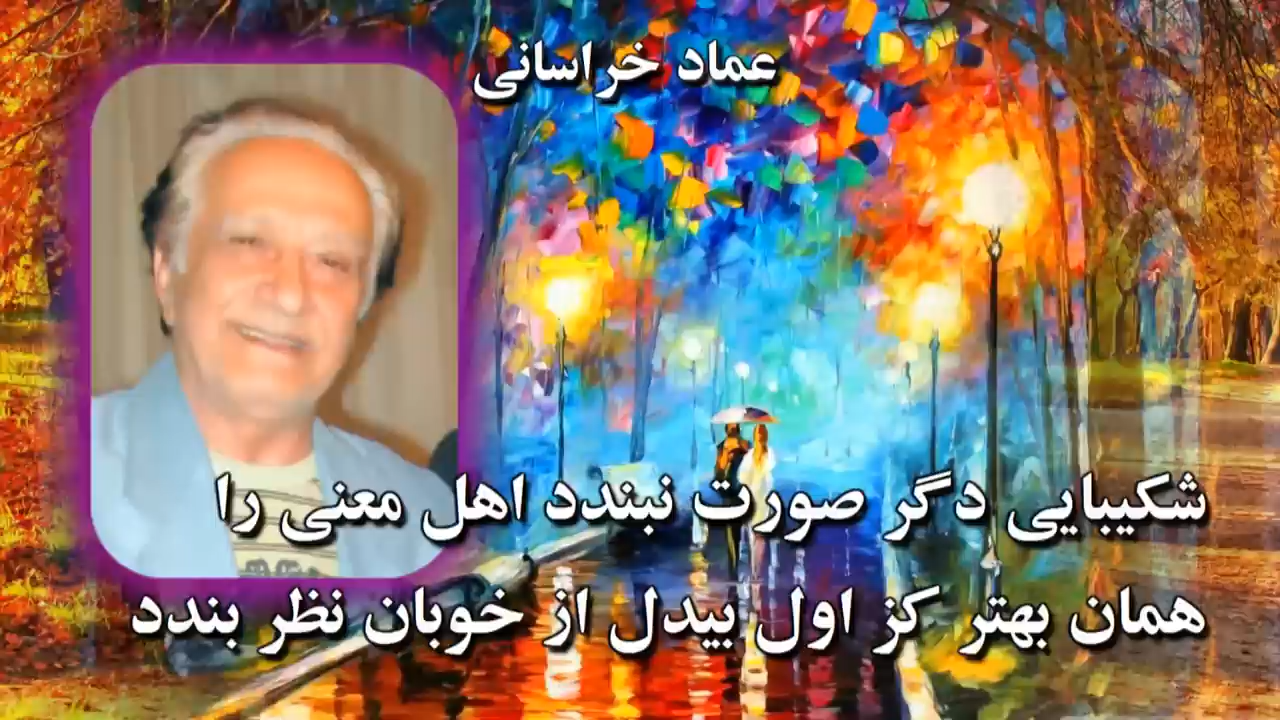 عماد خراسانی
شکیبایی دگر صورت نبندد اهل معنی را
همان بهتر کز اول بیدل از خوبان نظر بندد